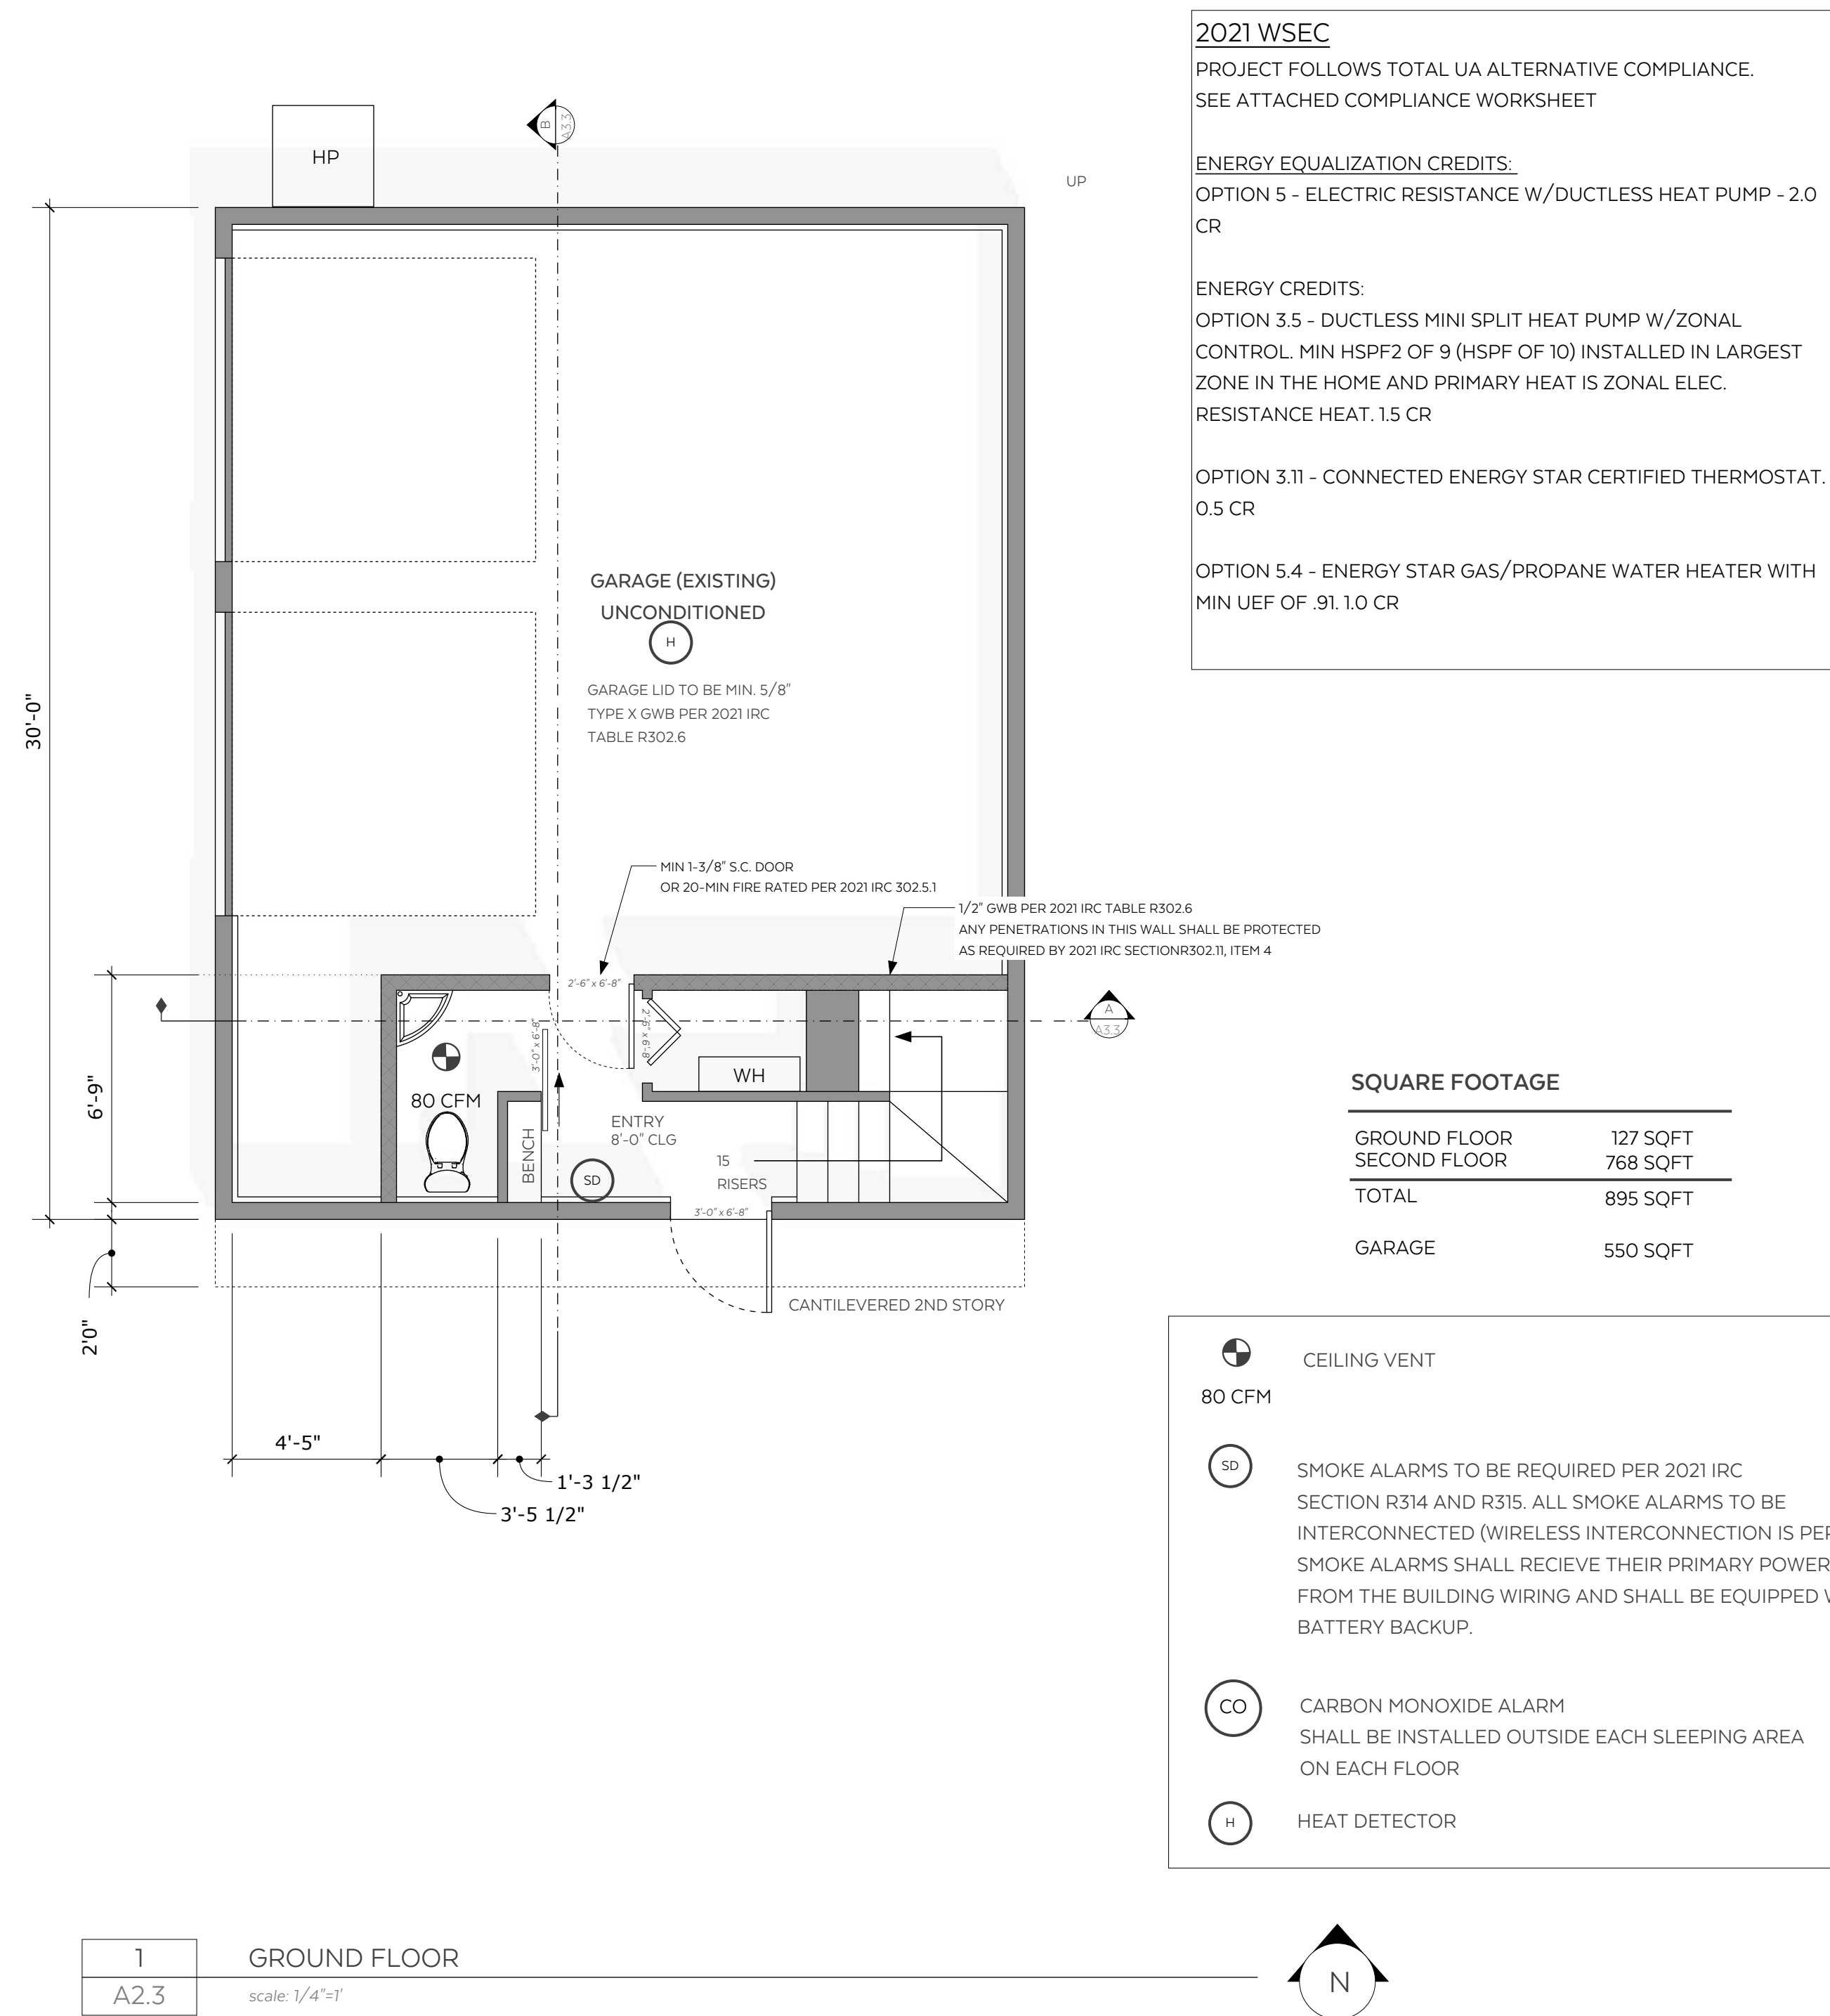 2021 WSEC
PROJECT FOLLOWS TOTAL UA ALTERNATIVE COMPLIANCE.
SEE ATTACHED COMPLIANCE WORKSHEET
ENERGY EQUALIZATION CREDITS:
OPTION 5 - ELECTRIC RESISTANCE W/DUCTLESS HEAT PUMP - 2.0
CR
ENERGY CREDITS:
OPTION 3.5 - DUCTLESS MINI SPLIT HEAT PUMP W/ZONAL
CONTROL. MIN HSPF2 OF 9 (HSPF OF 10) INSTALLED IN LARGEST
ZONE IN THE HOME AND PRIMARY HEAT IS ZONAL ELEC.
RESISTANCE HEAT. 1.5 CR
OPTION 3.11 - CONNECTED ENERGY STAR CERTIFIED THERMOSTAT.
0.5 CR
OPTION 5.4 - ENERGY STAR GAS/PROPANE WATER HEATER WITH
MIN UEF OF .91. 1.0 CR
HP
B
A3.3
UP
30'-0"
GARAGE (EXISTING)
UNCONDITIONED
H
GARAGE LID TO BE MIN. 5/8"
TYPE X GWB PER 2021 IRC
TABLE R302.6
MIN 1-3/8" S.C. DOOR
OR 20-MIN FIRE RATED PER 2021 IRC 302.5.1
1/2" GWB PER 2021 IRC TABLE R302.6
ANY PENETRATIONS IN THIS WALL SHALL BE PROTECTED
AS REQUIRED BY 2021 IRC SECTIONR302.11, ITEM 4
2'-6" x 6'-8"
A
A3.3
3'-0" x 6'-8"
2'-6" x 6'-8"
6'-9"
80 CFM
WH
BENCH
ENTRY
8'-0" CLG
15
RISERS
SD
3'-0" x 6'-8"
2'0"
CANTILEVERED 2ND STORY
4'-5"
1'-3 1/2"
3'-5 1/2"
SQUARE FOOTAGE
GROUND FLOOR 127 SQFT
SECOND FLOOR 768 SQFT
TOTAL 895 SQFT
GARAGE 550 SQFT
CEILING VENT
80 CFM
SD
SMOKE ALARMS TO BE REQUIRED PER 2021 IRC
SECTION R314 AND R315. ALL SMOKE ALARMS TO BE
INTERCONNECTED (WIRELESS INTERCONNECTION IS
SMOKE ALARMS SHALL RECIEVE THEIR PRIMARY POWER
FROM THE BUILDING WIRING AND SHALL BE EQUIPPED
BATTERY BACKUP.
CO
CARBON MONOXIDE ALARM
SHALL BE INSTALLED OUTSIDE EACH SLEEPING AREA
ON EACH FLOOR
H
HEAT DETECTOR
1
GROUND FLOOR
A2.3
scale: 1/4"=1'
N